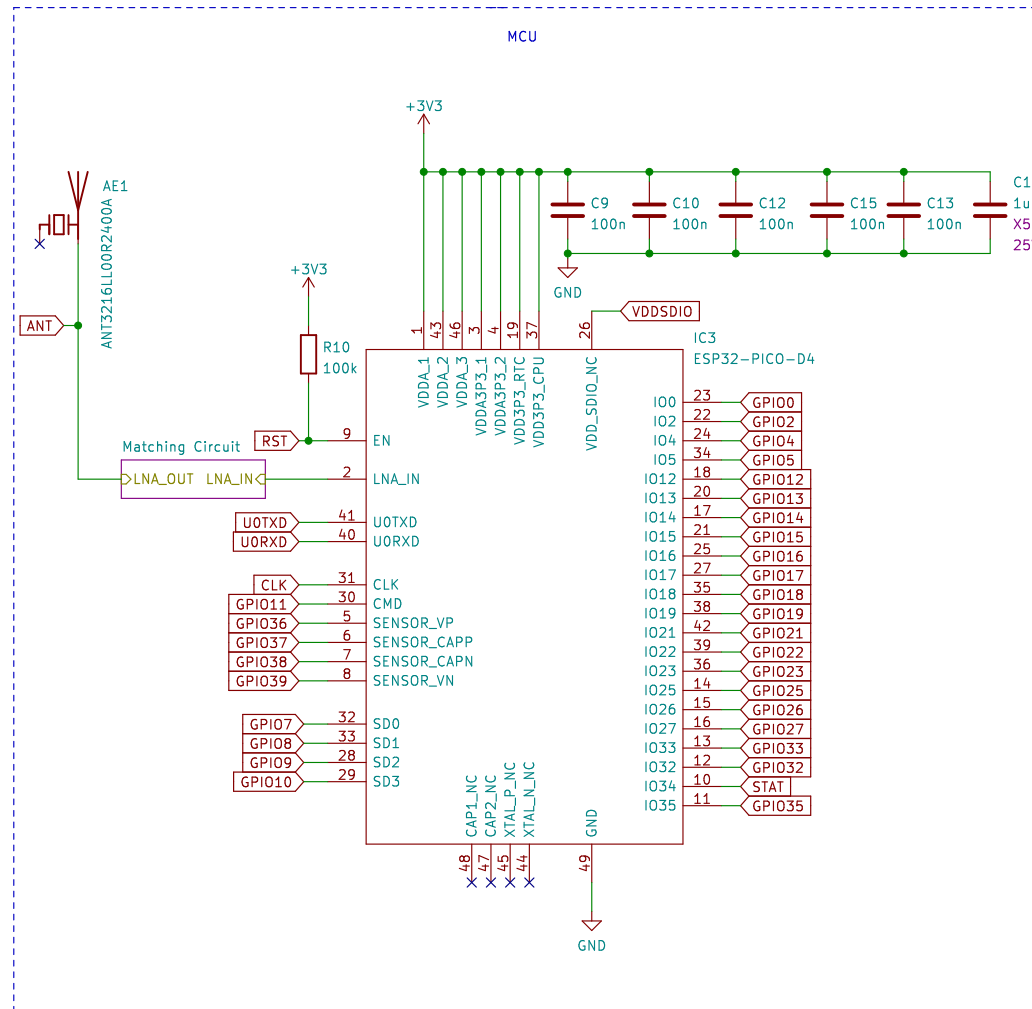 MCU
+3V3
AE1
ANT3216LL00R2400A
ANT
+3V3
R10
100k
C9
100n
C10
100n
C12
100n
C15
100n
C13
100n
C1
1u
X5
25
GND
VDDSDIO
IC3
ESP32-PICO-D4
1 VDDA_1
43 VDDA_2
46 VDDA_3
3 VDDA3P3_1
4 VDDA3P3_2
19 VDD3P3_RTC
37 VDD3P3_CPU
26 VDD_SDIO_NC
RST 9 EN
Matching Circuit
LNA_OUT LNA_IN 2 LNA_IN
U0TXD 41 U0TXD
U0RXD 40 U0RXD
CLK 31 CLK
GPIO11 30 CMD
GPIO36 5 SENSOR_VP
GPIO37 6 SENSOR_CAPP
GPIO38 7 SENSOR_CAPN
GPIO39 8 SENSOR_VN
GPIO7 32 SD0
GPIO8 33 SD1
GPIO9 28 SD2
GPIO10 29 SD3
IO0 23 GPIO0
IO2 22 GPIO2
IO4 24 GPIO4
IO5 34 GPIO5
IO12 18 GPIO12
IO13 20 GPIO13
IO14 17 GPIO14
IO15 21 GPIO15
IO16 25 GPIO16
IO17 27 GPIO17
IO18 35 GPIO18
IO19 38 GPIO19
IO21 42 GPIO21
IO22 39 GPIO22
IO23 36 GPIO23
IO25 14 GPIO25
IO26 15 GPIO26
IO27 16 GPIO27
IO33 13 GPIO33
IO32 12 GPIO32
IO34 10 STAT
IO35 11 GPIO35
CAP1_NC 48
CAP2_NC 47
XTAL_P_NC 45
XTAL_N_NC 44
GND 49
GND